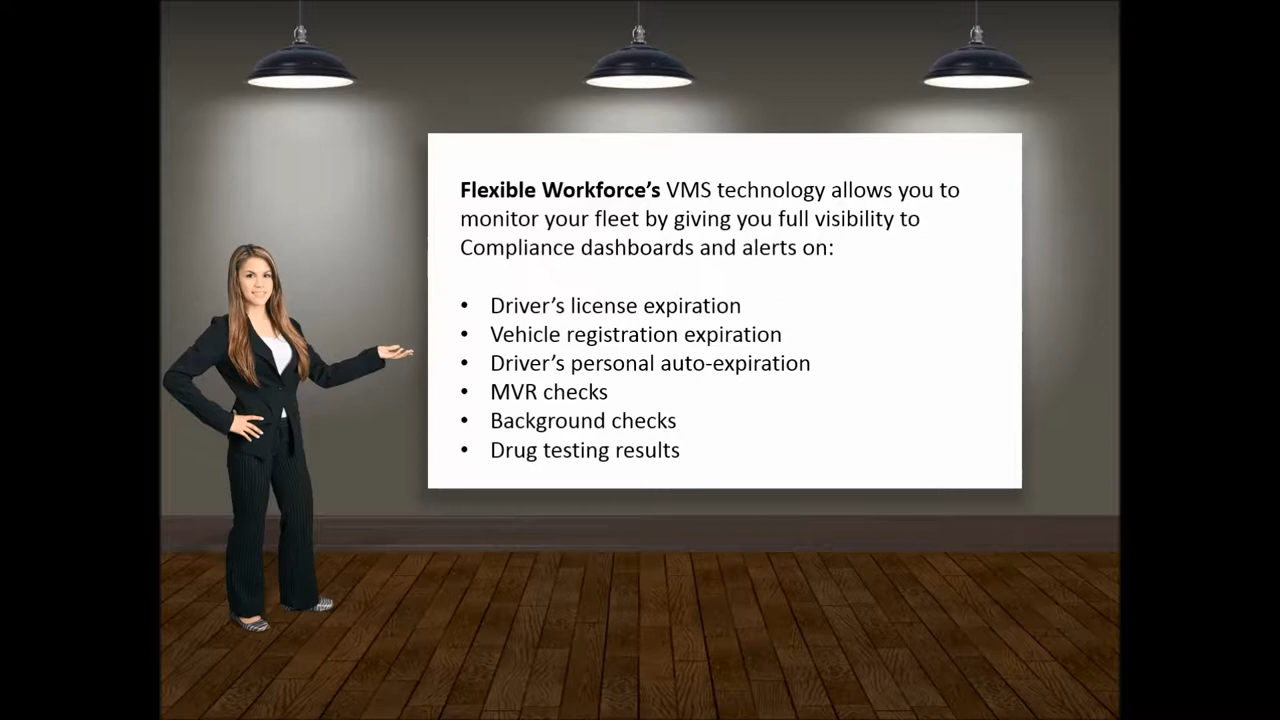 Flexible Workforce’s VMS technology allows you to
monitor your fleet by giving you full visibility to
Compliance dashboards and alerts on:
• Driver’s license expiration
• Vehicle registration expiration
• Driver’s personal auto-expiration
• MVR checks
• Background checks
• Drug testing results